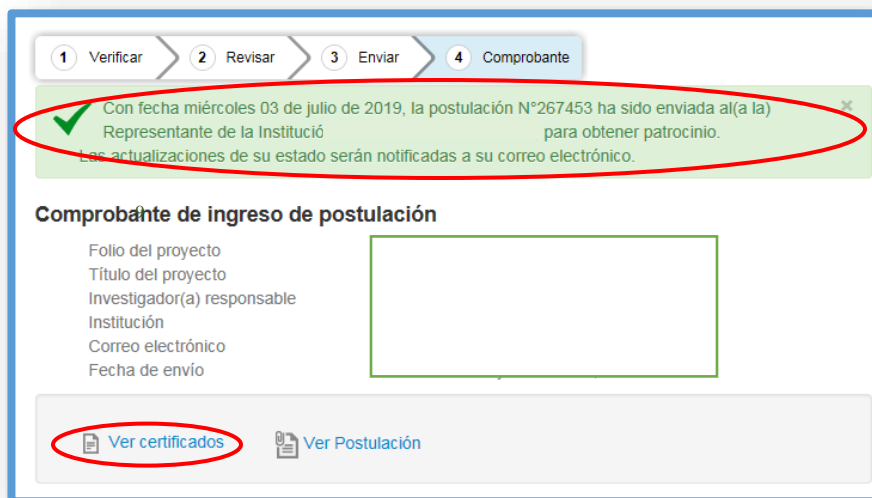 1 Verificar 2 Revisar 3 Enviar 4 Comprobante
Con fecha miércoles 03 de julio de 2019, la postulación N°267453 ha sido enviada al(a la) ×
Representante de la Institució para obtener patrocinio.
Las actualizaciones de su estado serán notificadas a su correo electrónico.
Comprobante de ingreso de postulación
Folio del proyecto
Título del proyecto
Investigador(a) responsable
Institución
Correo electrónico
Fecha de envío
Ver certificados Ver Postulación